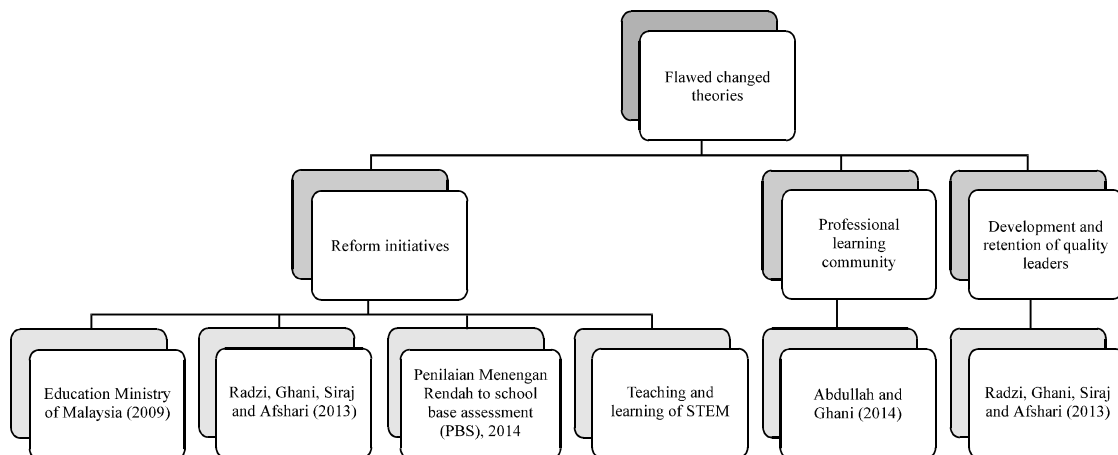 Flawed changed
theories
Reform initiatives
Professional
learning
community
Development and
retention of quality
leaders
Education Ministry
of Malaysia (2009)
Radzi, Ghani, Siraj
and Afshari (2013)
Penilaian Menengan
Rendah to school
base assessment
(PBS), 2014
Teaching and
learning of STEM
Abdullah and
Ghani (2014)
Radzi, Ghani, Siraj
and Afshari (2013)